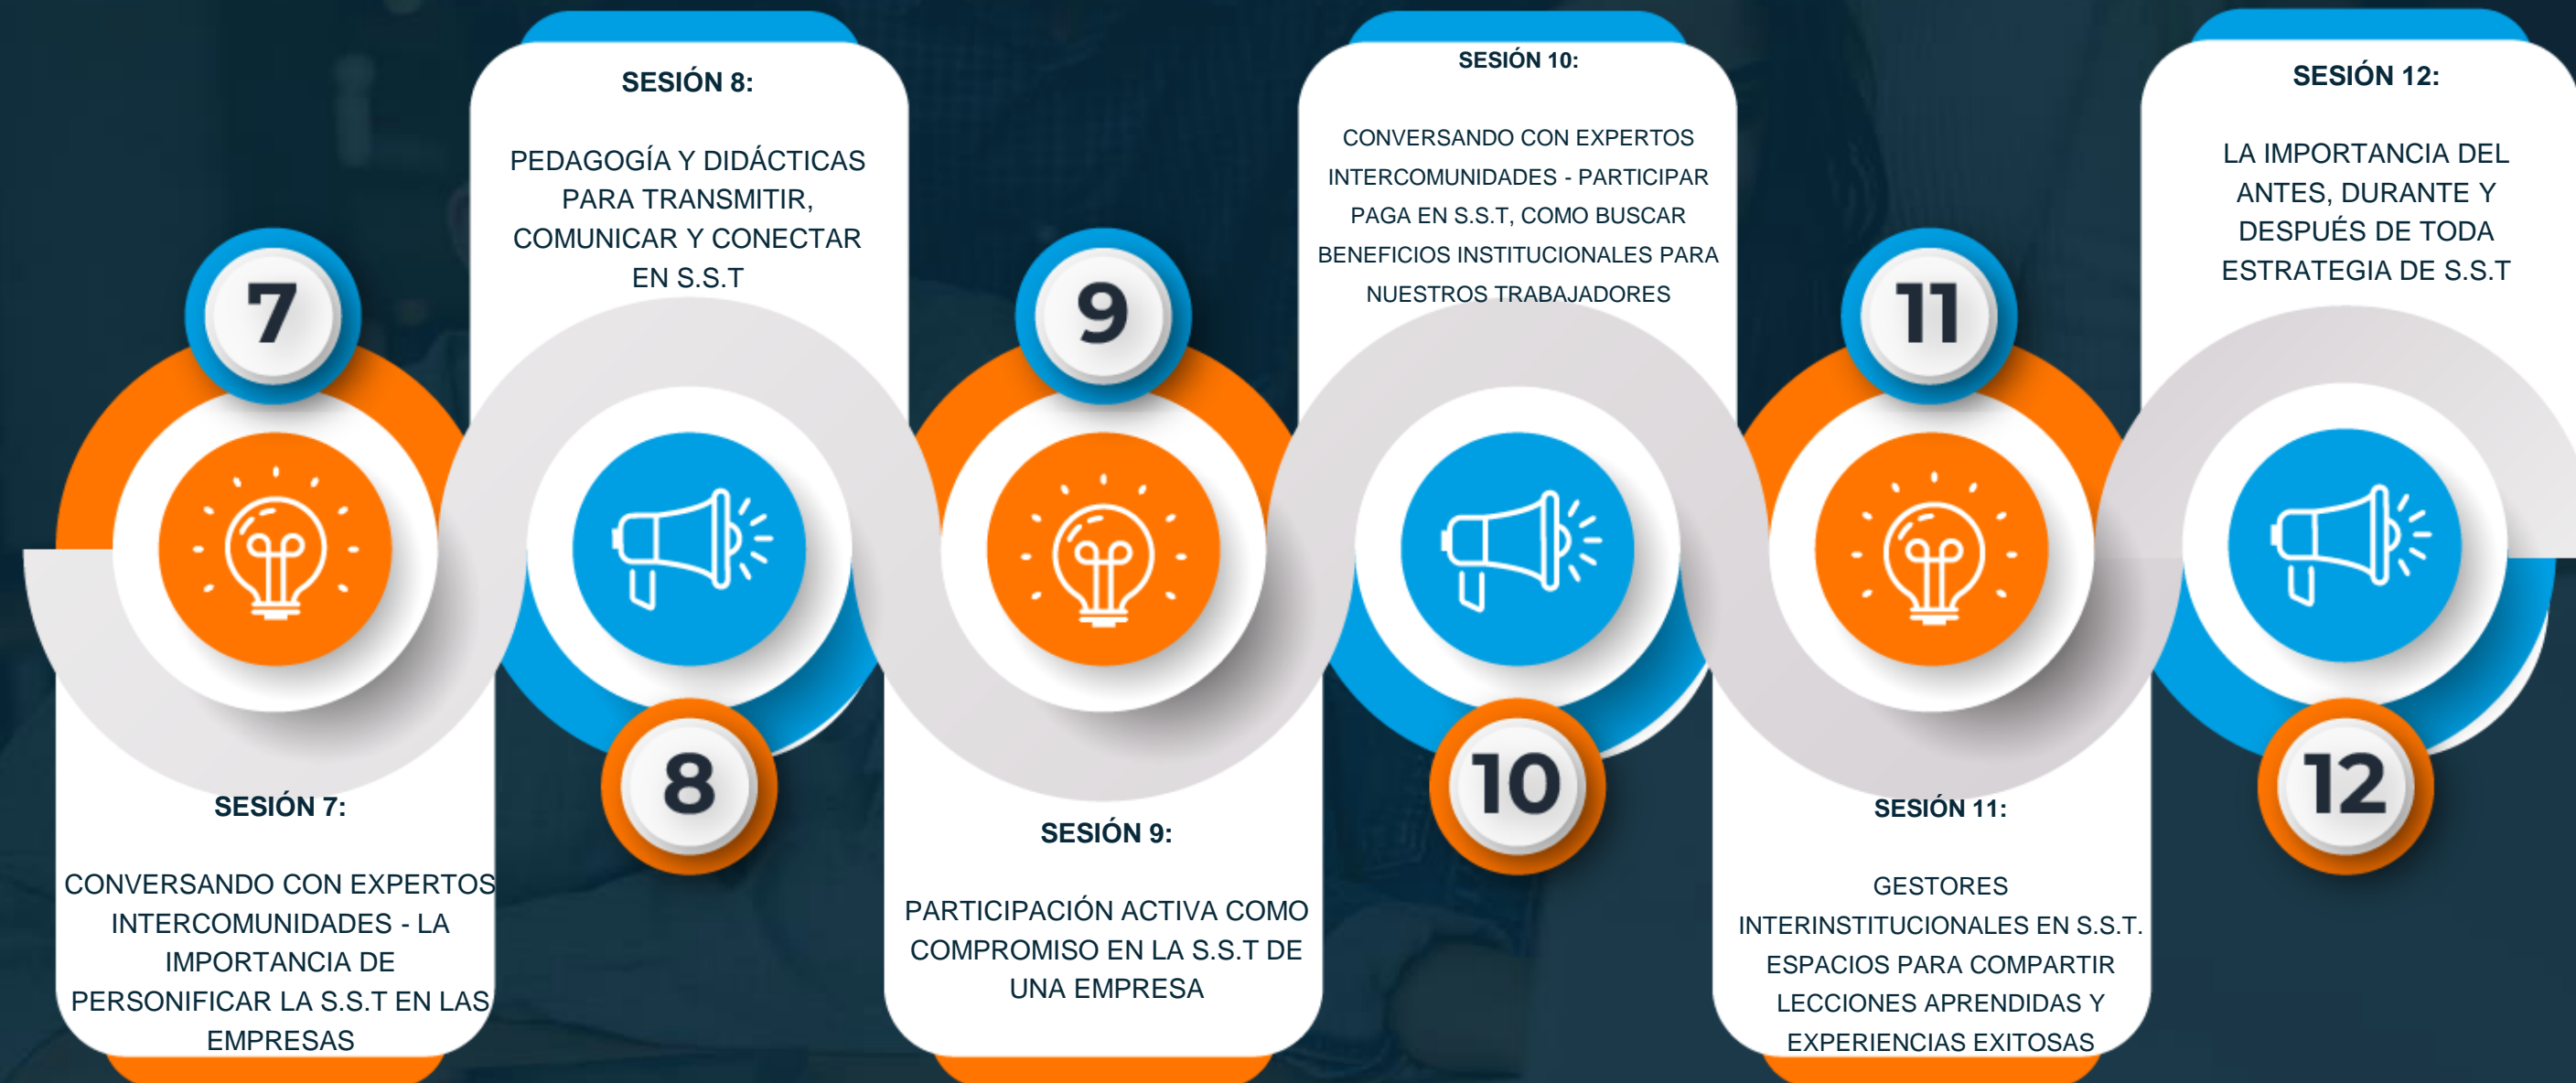 7
SESIÓN 7:
CONVERSANDO CON EXPERTOS
INTERCOMUNIDADES - LA
IMPORTANCIA DE
PERSONIFICAR LA S.S.T EN LAS
EMPRESAS
SESIÓN 8:
PEDAGOGÍA Y DIDÁCTICAS
PARA TRANSMITIR,
COMUNICAR Y CONECTAR
EN S.S.T
8
9
SESIÓN 9:
PARTICIPACIÓN ACTIVA COMO
COMPROMISO EN LA S.S.T DE
UNA EMPRESA
SESIÓN 10:
CONVERSANDO CON EXPERTOS
INTERCOMUNIDADES - PARTICIPAR
PAGA EN S.S.T, COMO BUSCAR
BENEFICIOS INSTITUCIONALES PARA
NUESTROS TRABAJADORES
10
11
SESIÓN 11:
GESTORES
INTERINSTITUCIONALES EN S.S.T.
ESPACIOS PARA COMPARTIR
LECCIONES APRENDIDAS Y
EXPERIENCIAS EXITOSAS
SESIÓN 12:
LA IMPORTANCIA DEL
ANTES, DURANTE Y
DESPUÉS DE TODA
ESTRATEGIA DE S.S.T
12